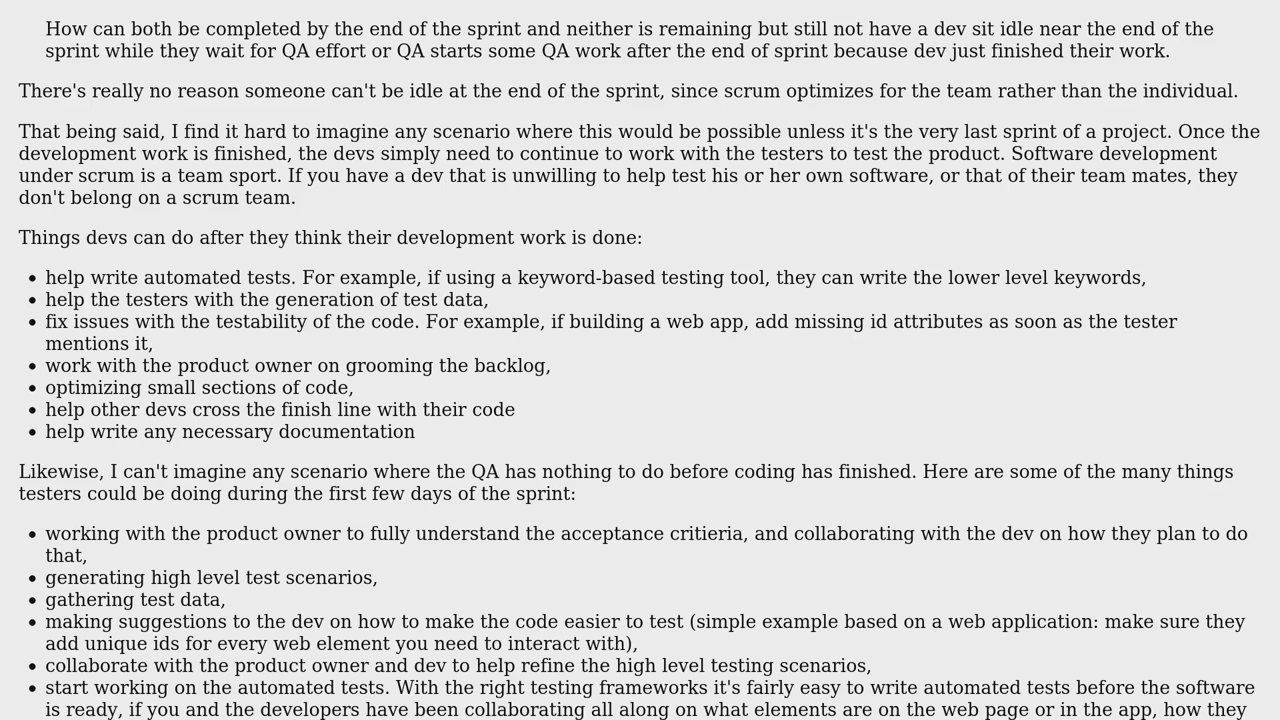 How can both be completed by the end of the sprint and neither is remaining but still not have a dev sit idle near the end of the
sprint while they wait for QA effort or QA starts some QA work after the end of sprint because dev just finished their work.
There's really no reason someone can't be idle at the end of the sprint, since scrum optimizes for the team rather than the individual.
That being said, I find it hard to imagine any scenario where this would be possible unless it's the very last sprint of a project. Once the
development work is finished, the devs simply need to continue to work with the testers to test the product. Software development
under scrum is a team sport. If you have a dev that is unwilling to help test his or her own software, or that of their team mates, they
don't belong on a scrum team.
Things devs can do after they think their development work is done:
• help write automated tests. For example, if using a keyword-based testing tool, they can write the lower level keywords,
• help the testers with the generation of test data,
• fix issues with the testability of the code. For example, if building a web app, add missing id attributes as soon as the tester
mentions it,
• work with the product owner on grooming the backlog,
• optimizing small sections of code,
• help other devs cross the finish line with their code
• help write any necessary documentation
Likewise, I can't imagine any scenario where the QA has nothing to do before coding has finished. Here are some of the many things
testers could be doing during the first few days of the sprint:
• working with the product owner to fully understand the acceptance critieria, and collaborating with the dev on how they plan to do
that,
• generating high level test scenarios,
• gathering test data,
• making suggestions to the dev on how to make the code easier to test (simple example based on a web application: make sure they
add unique ids for every web element you need to interact with),
• collaborate with the product owner and dev to help refine the high level testing scenarios,
• start working on the automated tests. With the right testing frameworks it's fairly easy to write automated tests before the software
is ready, if you and the developers have been collaborating all along on what elements are on the web page or in the app, how they